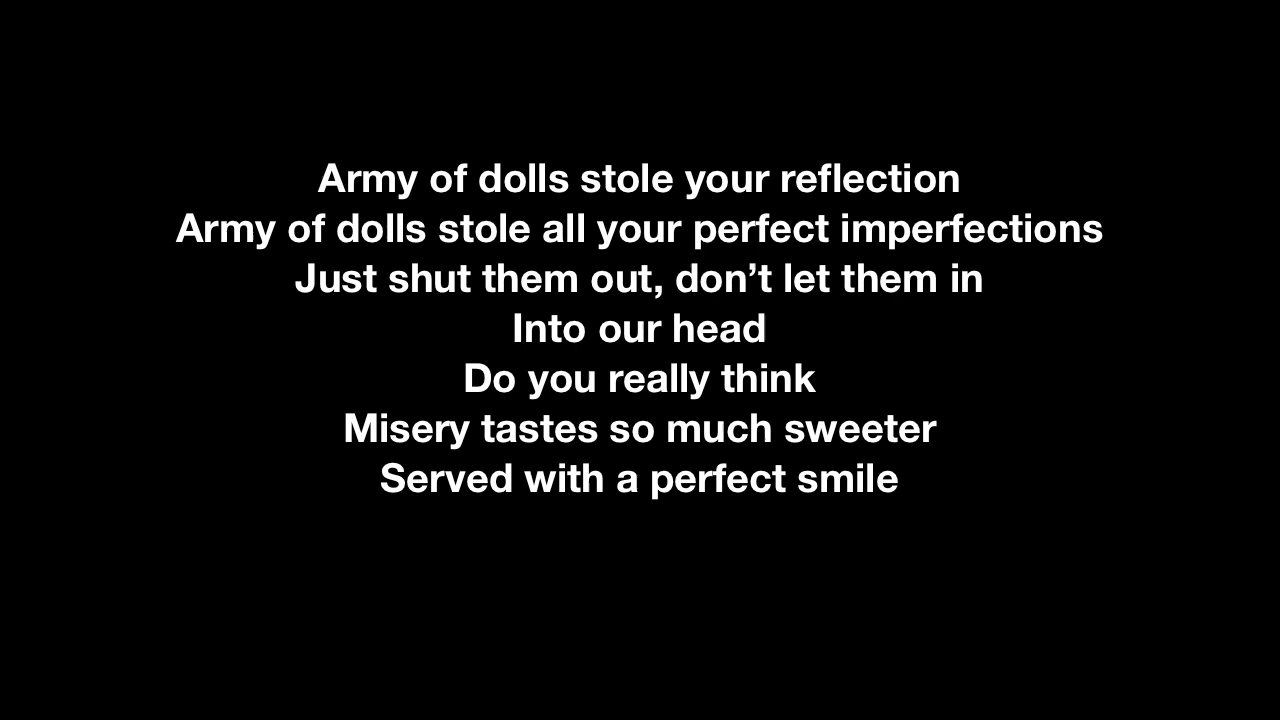 Army of dolls stole your reflection
Army of dolls stole all your perfect imperfections
Just shut them out, don’t let them in
Into our head
Do you really think
Misery tastes so much sweeter
Served with a perfect smile